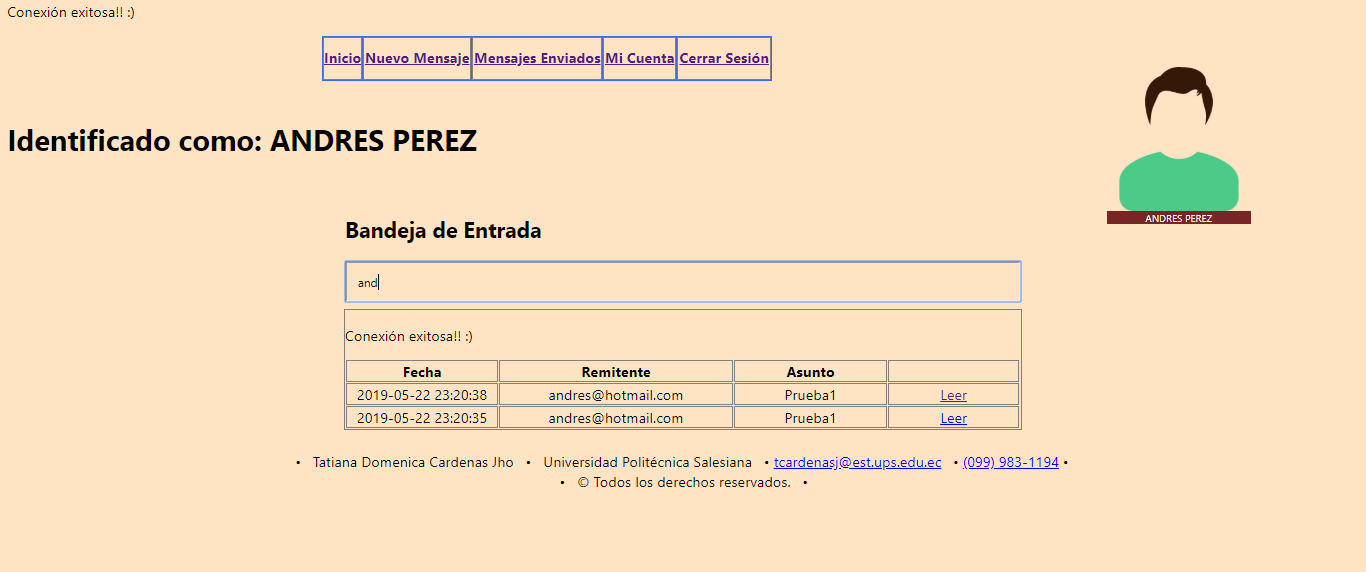 Conexión exitosa!! :)
Inicio Nuevo Mensaje Mensajes Enviados Mi Cuenta Cerrar Sesión
Identificado como: ANDRES PEREZ
ANDRES PEREZ
Bandeja de Entrada
and
Conexión exitosa!! :)
Fecha Remitente Asunto
2019-05-22 23:20:38 andres@hotmail.com Prueba1 Leer
2019-05-22 23:20:35 andres@hotmail.com Prueba1 Leer
• Tatiana Domenica Cardenas Jho • Universidad Politécnica Salesiana • tcardenasj@est.ups.edu.ec • (099) 983-1194 •
• © Todos los derechos reservados. •